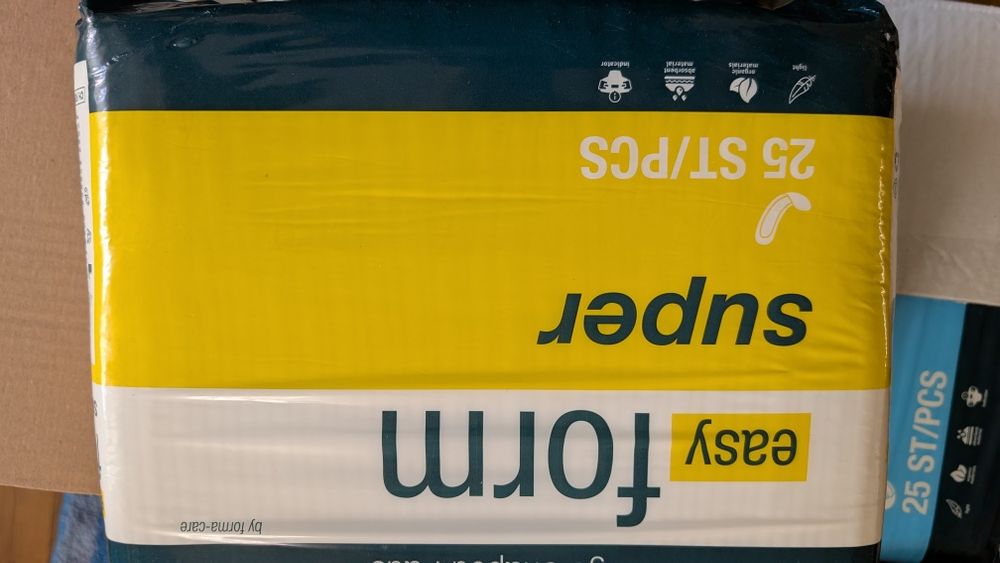 easy form
by forma-care
super
25 ST/PCS
light
organic
materials
absorbent
material
indicator
25 ST/PCS